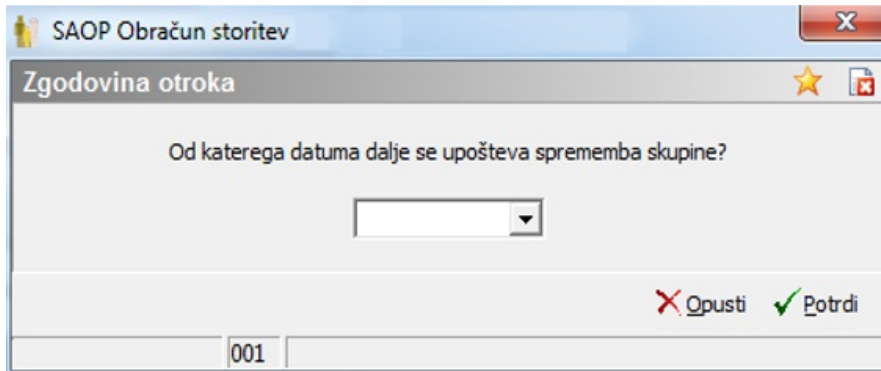 SAOP Obračun storitev
Zgodovina otroka
Od katerega datuma dalje se upošteva sprememba skupine?
Opusti Potrdi
001